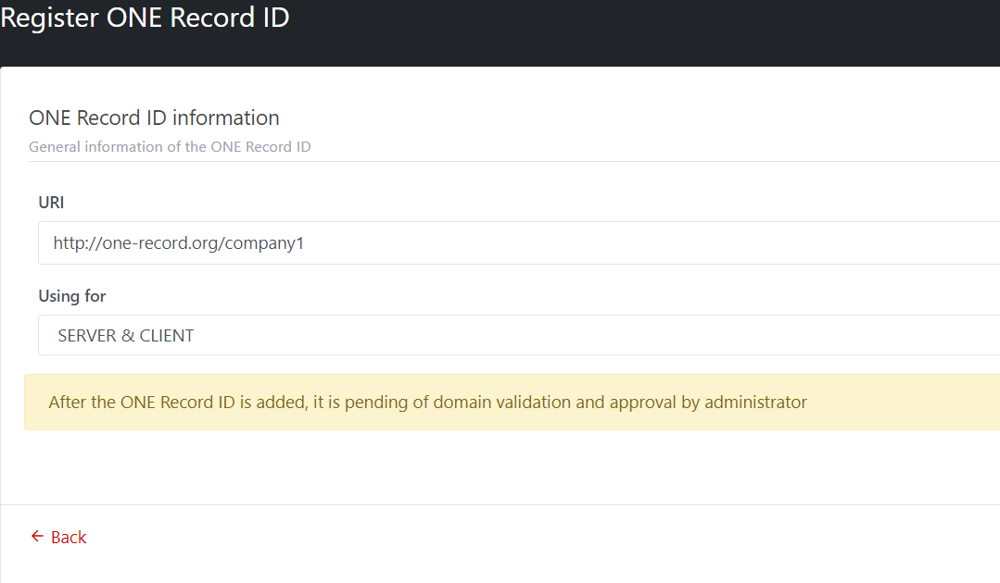 Register ONE Record ID
ONE Record ID information
General information of the ONE Record ID
URI
http://one-record.org/company1
Using for
SERVER & CLIENT
After the ONE Record ID is added, it is pending of domain validation and approval by administrator
← Back